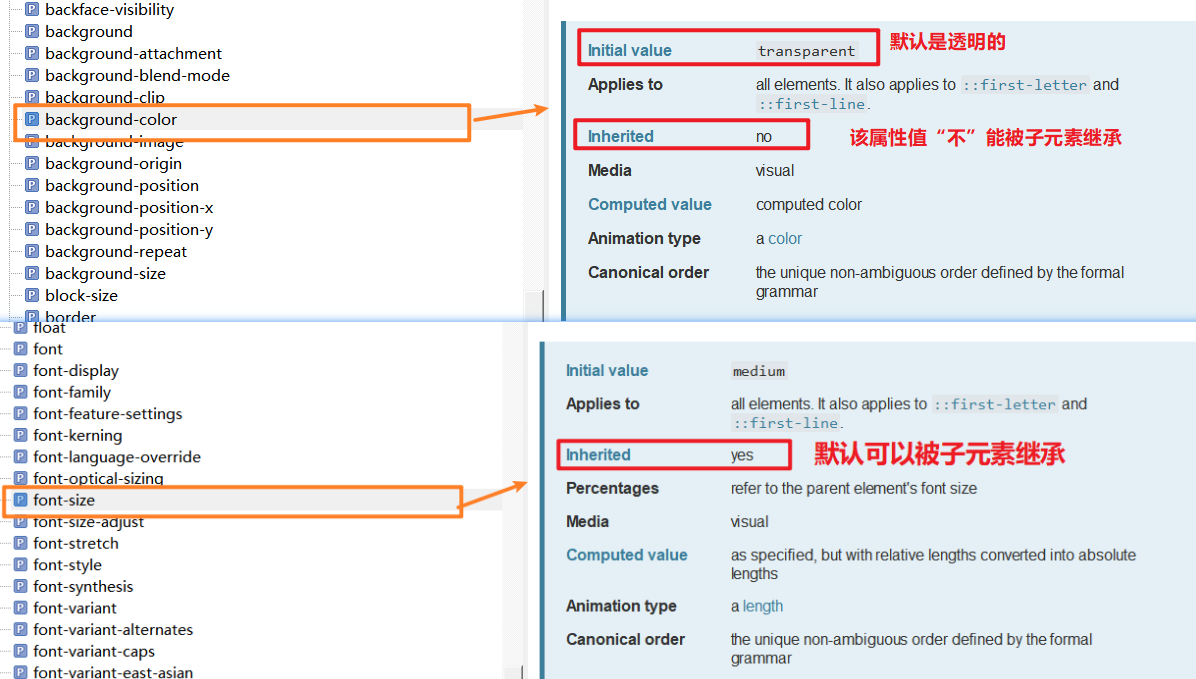 backface-visibility
background
background-attachment
background-blend-mode
background-clip
background-color
background-image
background-origin
background-position
background-position-x
background-position-y
background-repeat
background-size
block-size
border
Initial value transparent 默认是透明的
Applies to all elements. It also applies to ::first-letter and
::first-line.
Inherited no 该属性值“不”能被子元素继承
Media visual
Computed value computed color
Animation type a color
Canonical order the unique non-ambiguous order defined by the formal
grammar
float
font
font-display
font-family
font-feature-settings
font-kerning
font-language-override
font-optical-sizing
font-size
font-size-adjust
font-stretch
font-style
font-synthesis
font-variant
font-variant-alternates
font-variant-caps
font-variant-east-asian
Initial value medium
Applies to all elements. It also applies to ::first-letter and
::first-line.
Inherited yes 默认可以被子元素继承
Percentages refer to the parent element's font size
Media visual
Computed value as specified, but with relative lengths converted into absolute
lengths
Animation type a length
Canonical order the unique non-ambiguous order defined by the formal
grammar